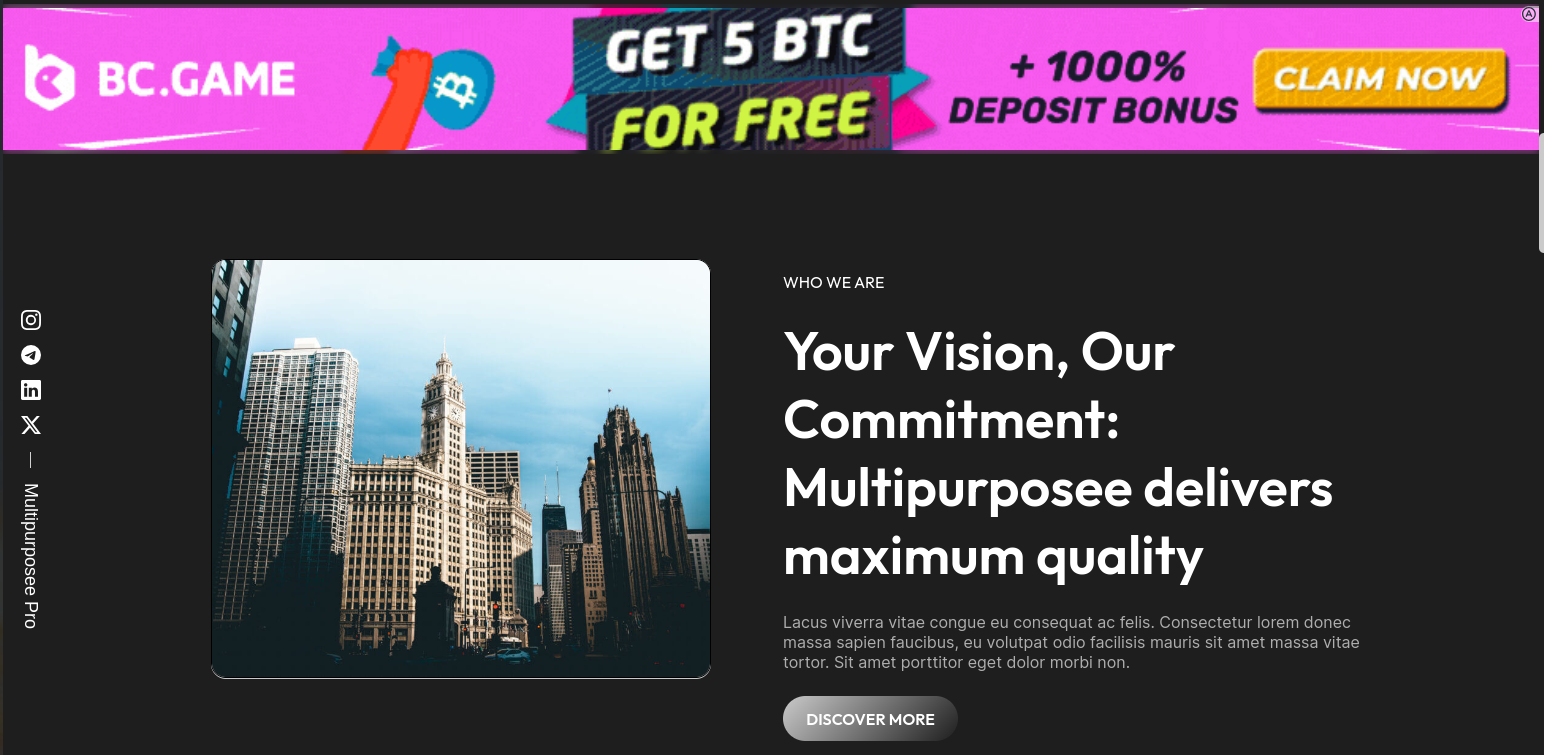 BC.GAME
GET 5 BTC
FOR FREE
+ 1000%
DEPOSIT BONUS
CLAIM NOW
WHO WE ARE
Your Vision, Our
Commitment:
Multipurposee delivers
maximum quality
Lacus viverra vitae congue eu consequat ac felis. Consectetur lorem donec
massa sapien faucibus, eu volutpat odio facilisis mauris sit amet massa vitae
tortor. Sit amet porttitor eget dolor morbi non.
DISCOVER MORE
Multipurposee Pro